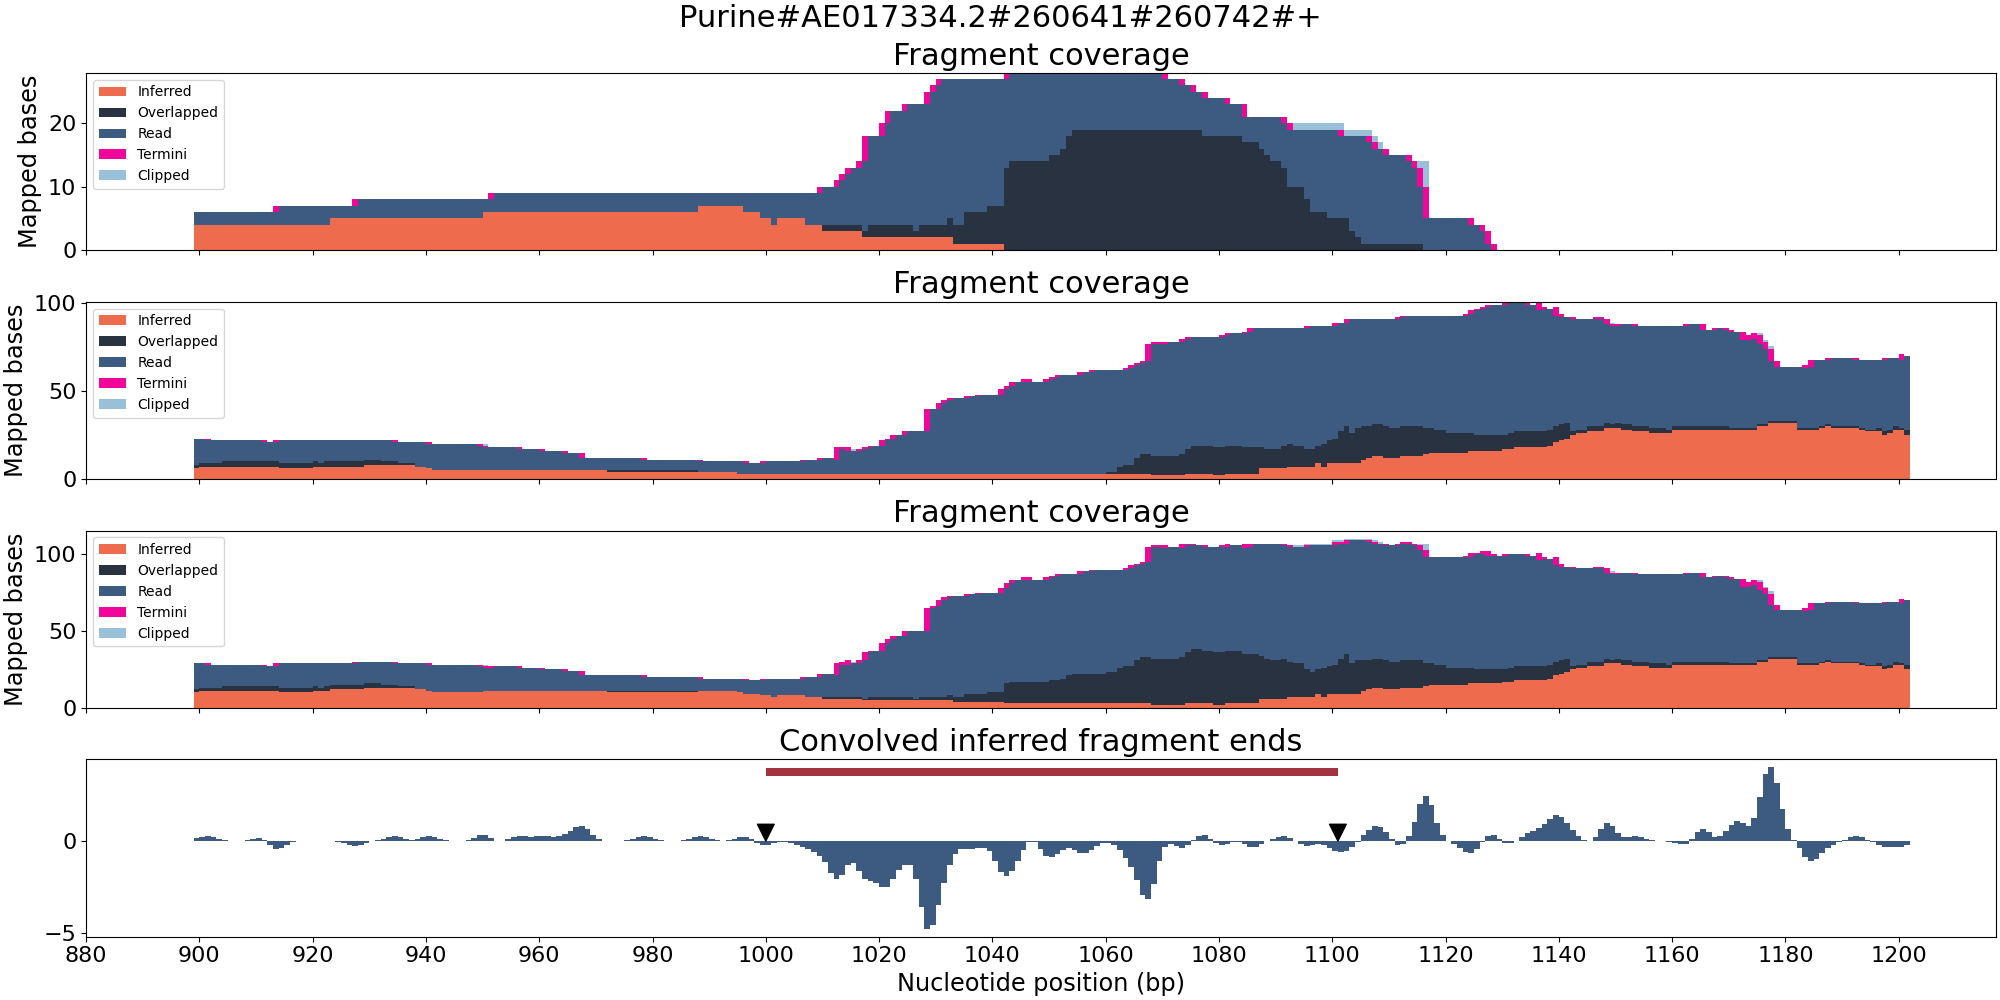 Purine#AE017334.2#260641#260742#+
Fragment coverage
Mapped bases
20
10
0
Inferred
Overlapped
Read
Termini
Clipped
Fragment coverage
Mapped bases
100
50
0
Inferred
Overlapped
Read
Termini
Clipped
Fragment coverage
Mapped bases
100
50
0
Inferred
Overlapped
Read
Termini
Clipped
Convolved inferred fragment ends
0
−5
880 900 920 940 960 980 1000 1020 1040 1060 1080 1100 1120 1140 1160 1180 1200
Nucleotide position (bp)